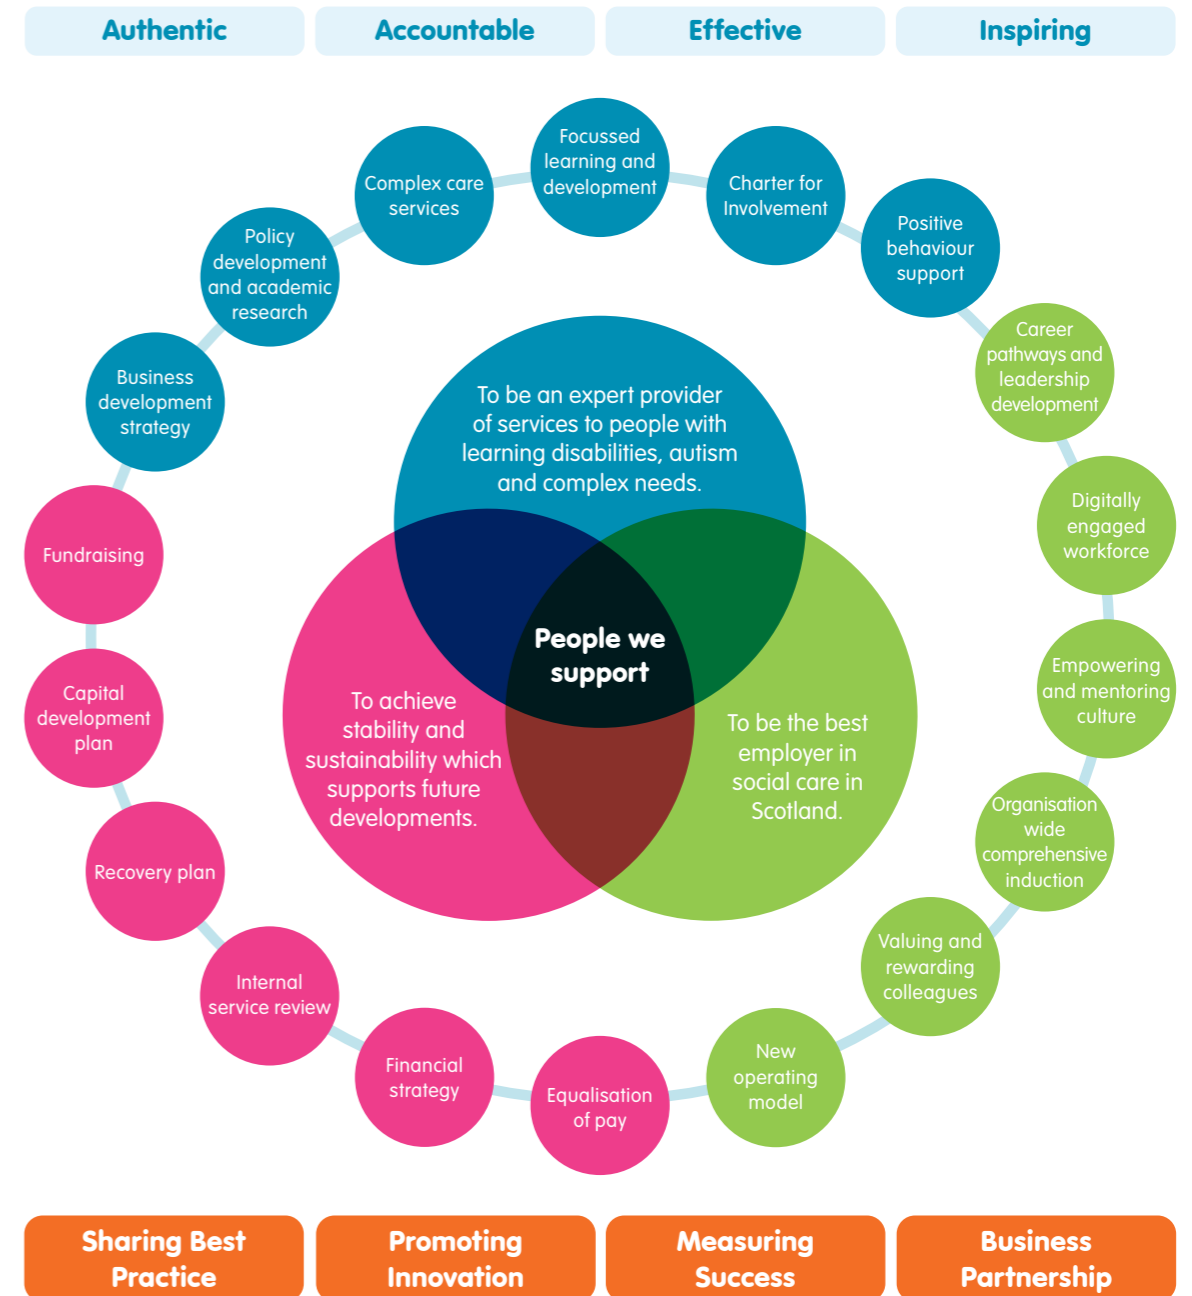 Authentic
Accountable
Effective
Inspiring
Focussed
learning and
development
Charter for
Involvement
Positive
behaviour
support
Career
pathways and
leadership
development
Digitally
engaged
workforce
Empowering
and mentoring
culture
Organisation
wide
comprehensive
induction
Valuing and
rewarding
colleagues
New
operating
model
Equalisation
of pay
Financial
strategy
Internal
service review
Recovery plan
Capital
development
plan
Fundraising
Business
development
strategy
Policy
development
and academic
research
Complex care
services
To be an expert provider
of services to people with
learning disabilities, autism
and complex needs.
People we
support
To achieve
stability and
sustainability which
supports future
developments.
To be the best
employer in
social care in
Scotland.
Sharing Best
Practice
Promoting
Innovation
Measuring
Success
Business
Partnership